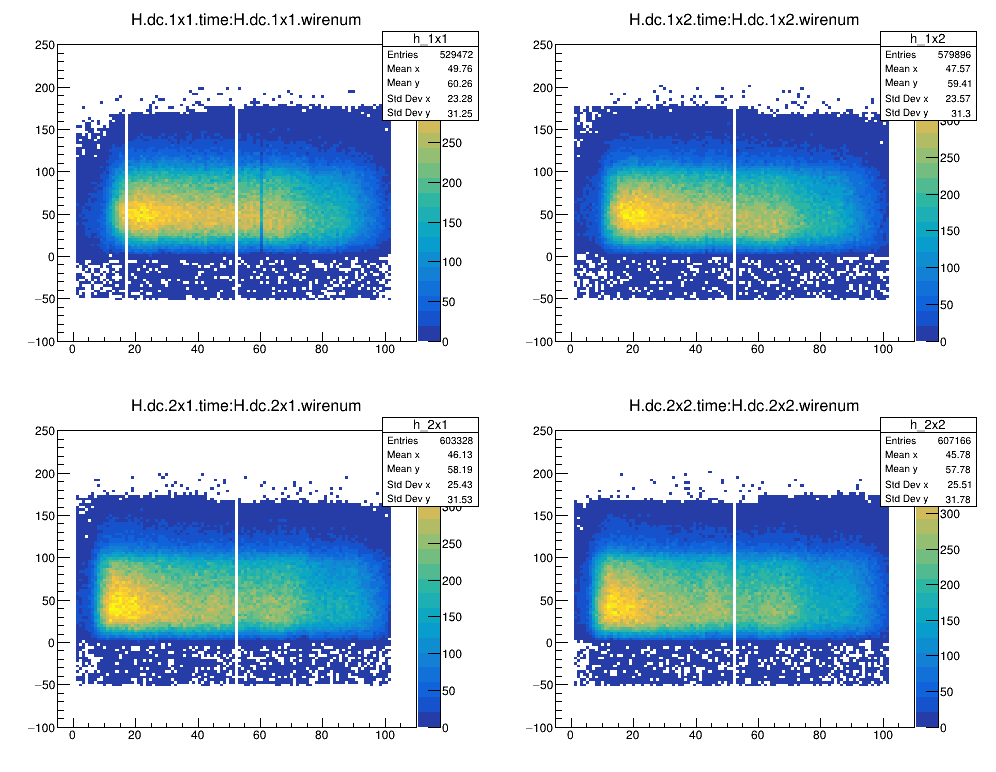 H.dc.1x1.time:H.dc.1x1.wirenum
h_1x1
Entries 529472
Mean x 49.76
Mean y 60.26
Std Dev x 23.28
Std Dev y 31.25
250
200
150
100
50
0
−50
−100
0 20 40 60 80 100
250
200
150
100
50
0
H.dc.1x2.time:H.dc.1x2.wirenum
h_1x2
Entries 579896
Mean x 47.57
Mean y 59.41
Std Dev x 23.57
Std Dev y 31.3
250
200
150
100
50
0
−50
−100
0 20 40 60 80 100
300
250
200
150
100
50
0
H.dc.2x1.time:H.dc.2x1.wirenum
h_2x1
Entries 603328
Mean x 46.13
Mean y 58.19
Std Dev x 25.43
Std Dev y 31.53
250
200
150
100
50
0
−50
−100
0 20 40 60 80 100
300
250
200
150
100
50
0
H.dc.2x2.time:H.dc.2x2.wirenum
h_2x2
Entries 607166
Mean x 45.78
Mean y 57.78
Std Dev x 25.51
Std Dev y 31.78
250
200
150
100
50
0
−50
−100
0 20 40 60 80 100
300
250
200
150
100
50
0